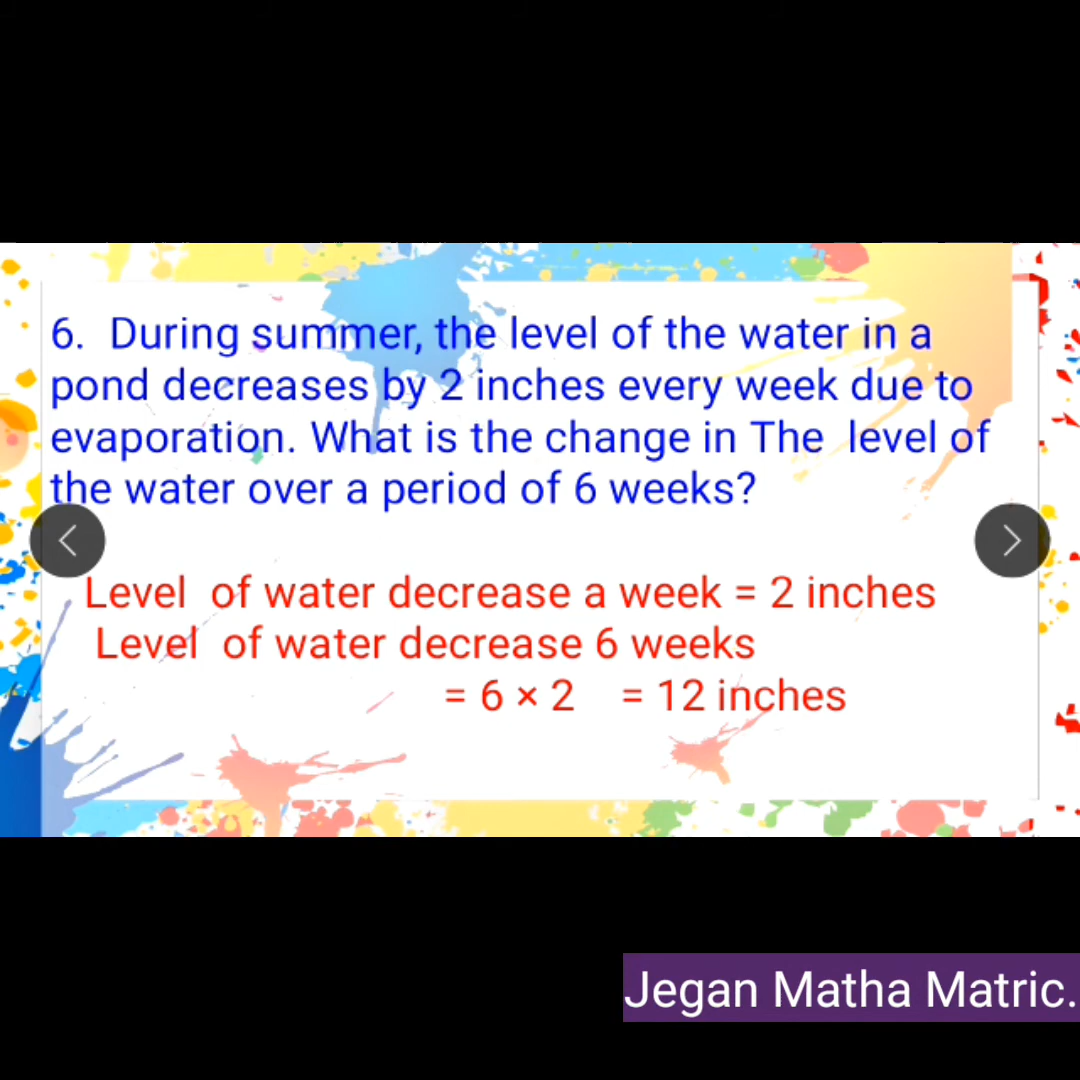 6. During summer, the level of the water in a
pond decreases by 2 inches every week due to
evaporation. What is the change in The level of
the water over a period of 6 weeks?
Level of water decrease a week = 2 inches
Level of water decrease 6 weeks
= 6 × 2 = 12 inches
Jegan Matha Matric.